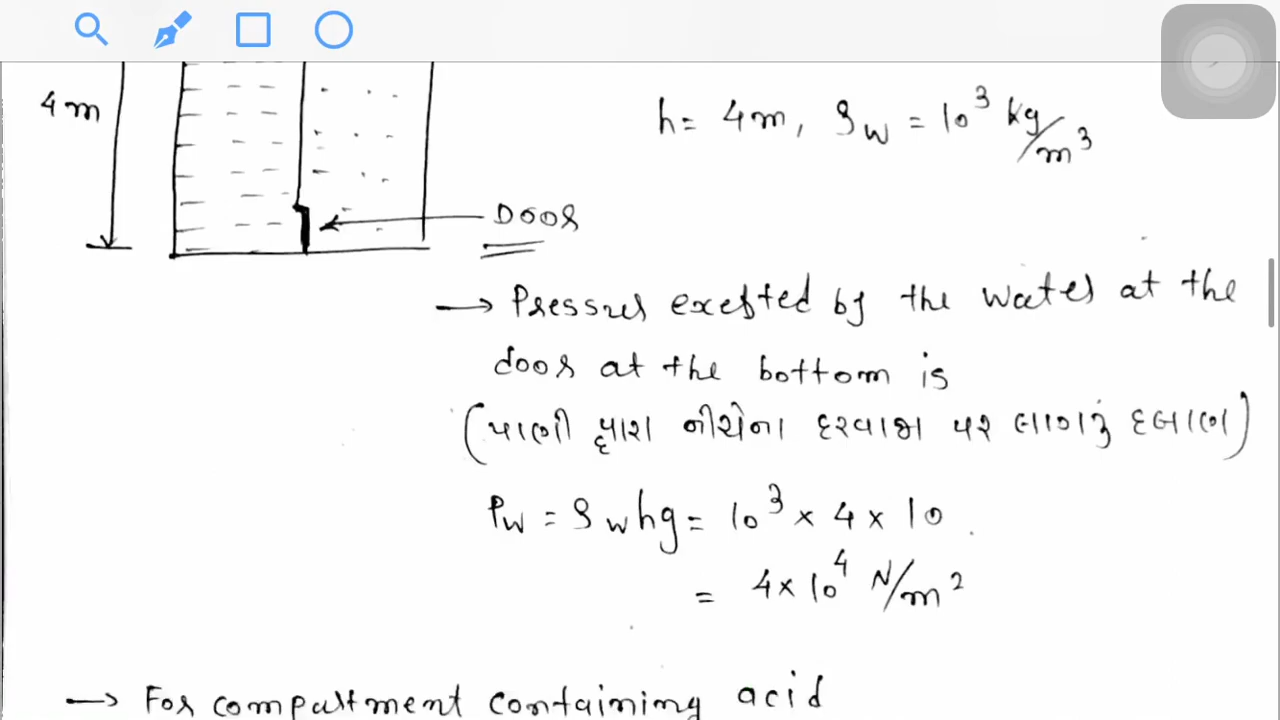 4m
h = 4m, ρw = 10³ kg/m³
Door
→ Pressure exerted by the water at the
door at the bottom is
(પાણી દ્વારા નીચેના દરવાજા પર લાગતું દબાણ)
Pw = ρwhg = 10³ × 4 × 10
= 4×10⁴ N/m²
→ For compartment containing acid